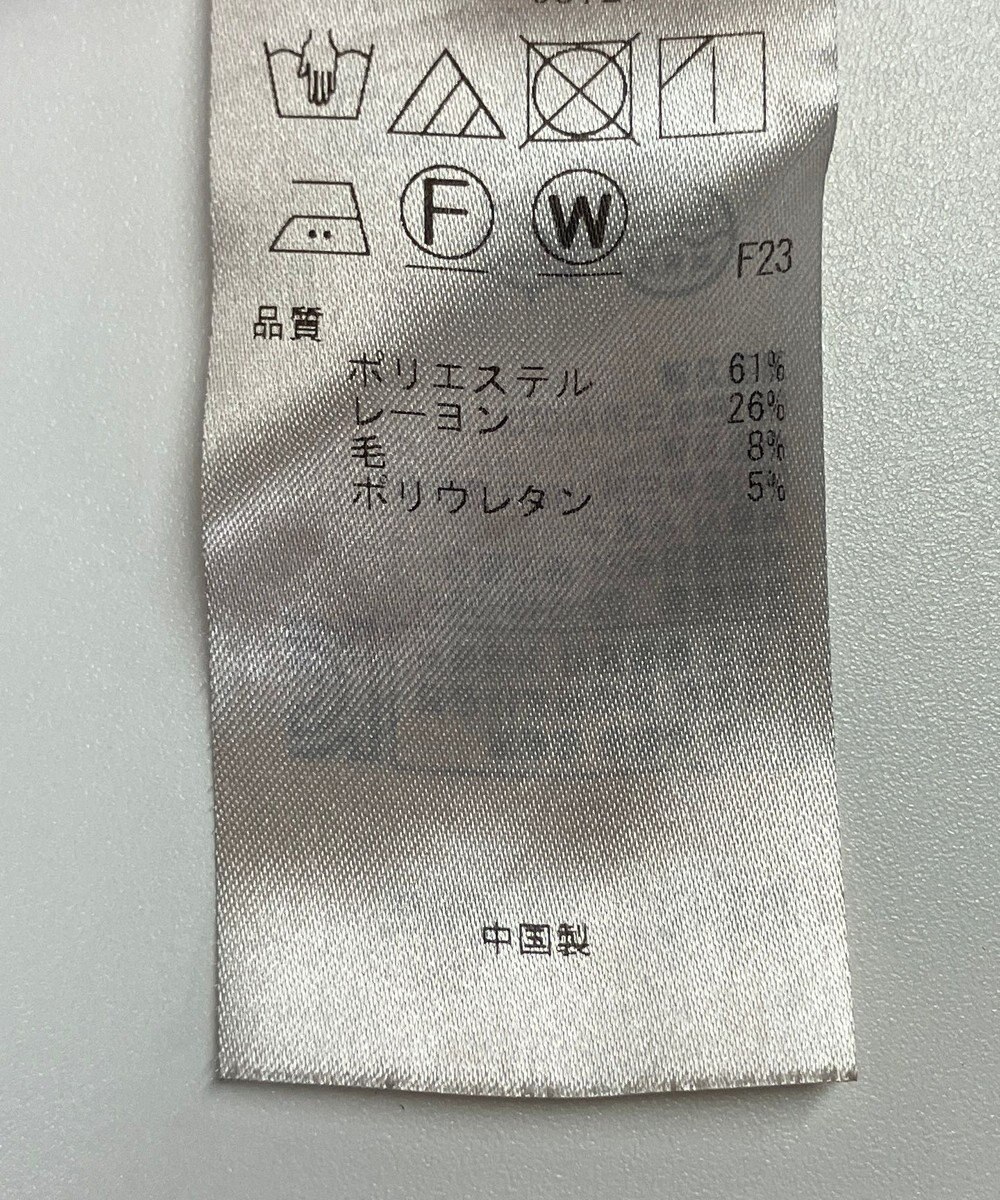 F W
F23
品質
ポリエステル 61%
レーヨン 26%
毛 8%
ポリウレタン 5%
中国製